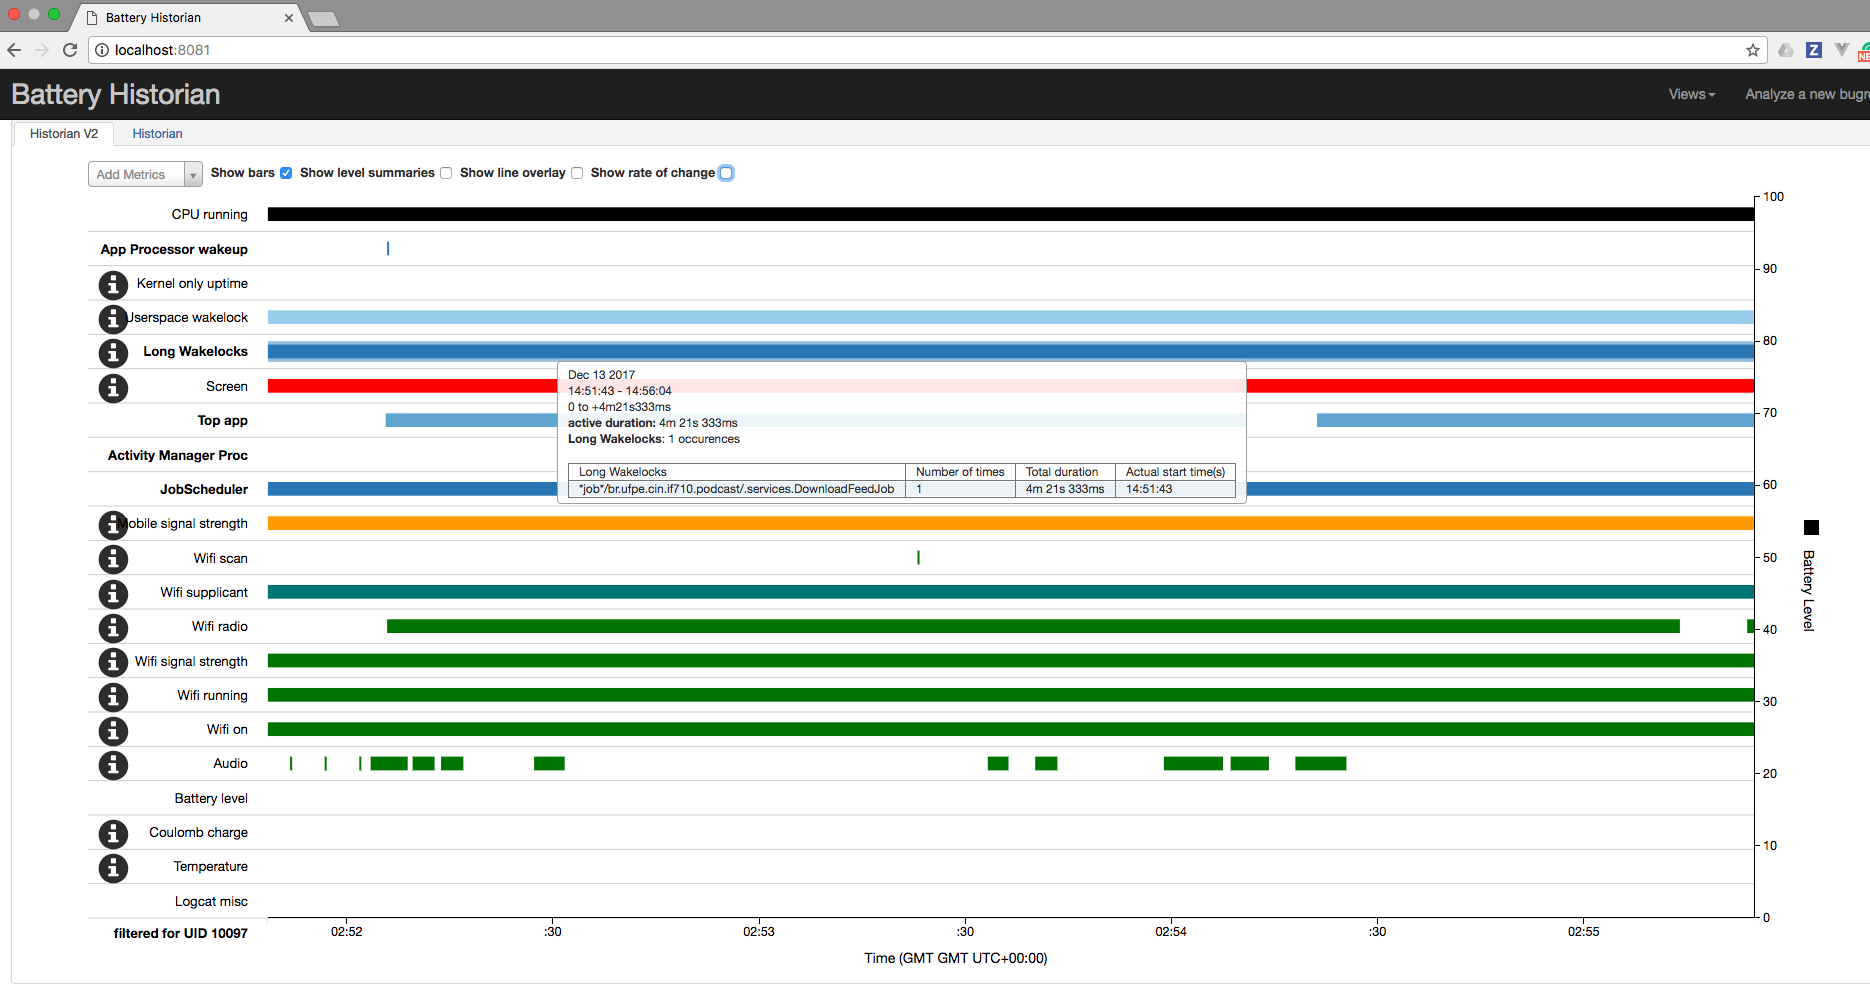 Battery Historian
localhost:8081
Z
Battery Historian
Views
Analyze a new bugre
Historian V2 Historian
Add Metrics Show bars Show level summaries Show line overlay Show rate of change
CPU running
App Processor wakeup
Kernel only uptime
Userspace wakelock
Long Wakelocks
Screen
Top app
Activity Manager Proc
JobScheduler
Mobile signal strength
Wifi scan
Wifi supplicant
Wifi radio
Wifi signal strength
Wifi running
Wifi on
Audio
Battery level
Coulomb charge
Temperature
Logcat misc
filtered for UID 10097
Dec 13 2017
14:51:43 - 14:56:04
0 to +4m21s333ms
active duration: 4m 21s 333ms
Long Wakelocks: 1 occurences
Long Wakelocks Number of times Total duration Actual start time(s)
*job*/br.ufpe.cin.if710.podcast/.services.DownloadFeedJob 1 4m 21s 333ms 14:51:43
100
90
80
70
60
50
40
30
20
10
0
Battery Level
02:52 :30 02:53 :30 02:54 :30 02:55
Time (GMT GMT UTC+00:00)